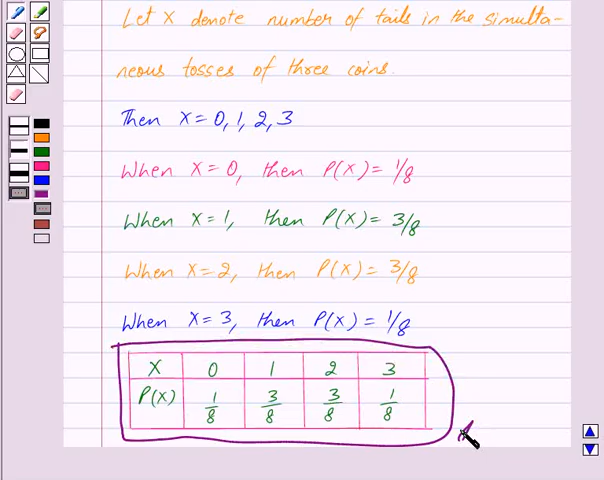 Let X denote number of tails in the simulta-
neous tosses of three coins.
Then X = 0, 1, 2, 3
When X = 0, then P(X) = 1/8
When X = 1, then P(X) = 3/8
When X = 2, then P(X) = 3/8
When X = 3, then P(X) = 1/8
X 0 1 2 3
P(X) 1/8 3/8 3/8 1/8